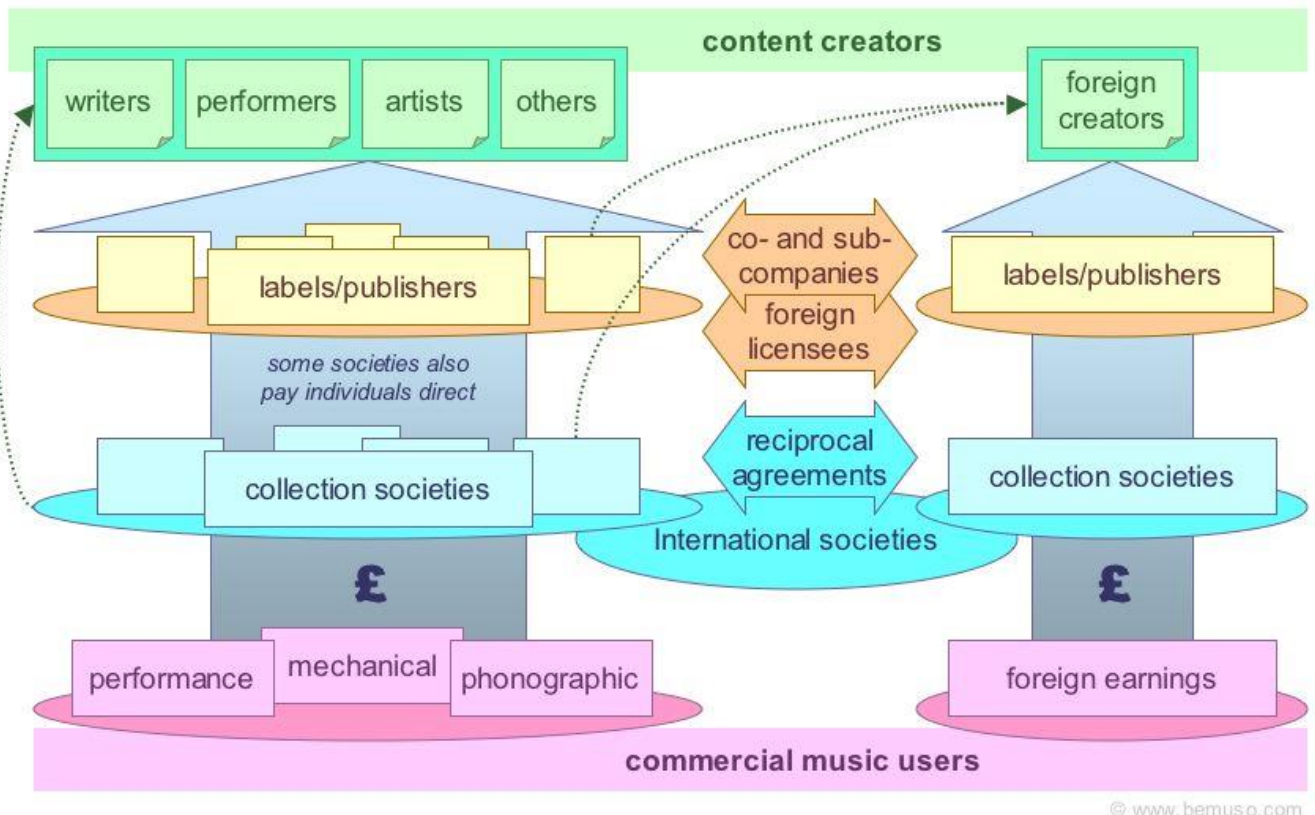 content creators
writers
performers
artists
others
foreign
creators
co- and sub-
companies
labels/publishers
labels/publishers
foreign
licensees
some societies also
pay individuals direct
reciprocal
agreements
collection societies
collection societies
International societies
£
£
performance
mechanical
phonographic
foreign earnings
commercial music users
© www.bemuso.com